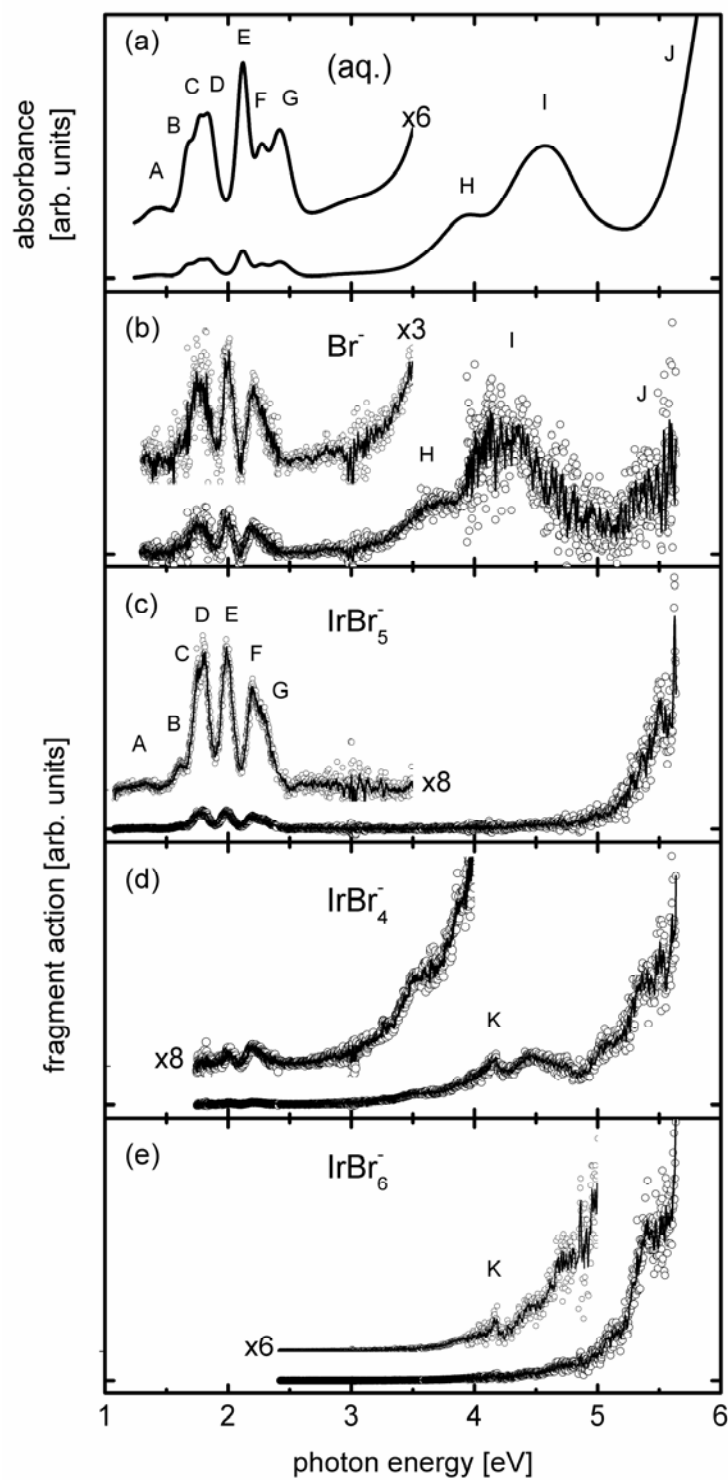 (a)
(aq.)
A B C D E F G
x6
H I J
absorbance
[arb. units]
(b)
Br⁻
x3
H I J
(c)
IrBr₅⁻
A B C D E F G
x8
fragment action [arb. units]
(d)
IrBr₄⁻
x8
K
(e)
IrBr₆⁻
x6
K
1 2 3 4 5 6
photon energy [eV]